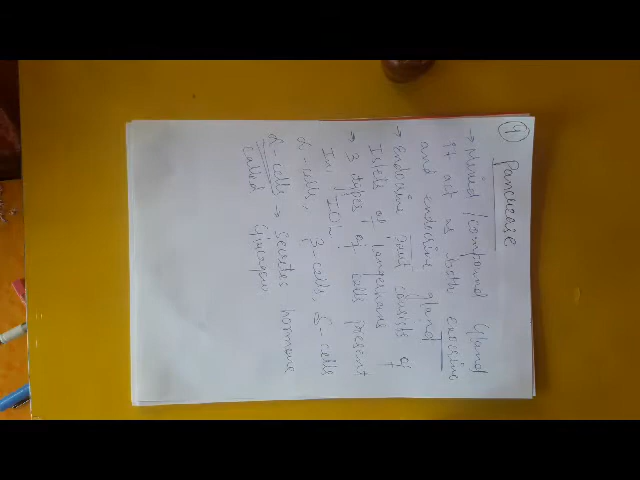 9 Pancrease
→ Mixed / compound Gland
It act as both exocrine
and endocrine gland
→ Endocrine Part consists of
Islets of langerhans
→ 3 types of cells present
In IOL
α-cells, β-cells, δ-cells
α-cells → Secretes hormone
called Glucagon